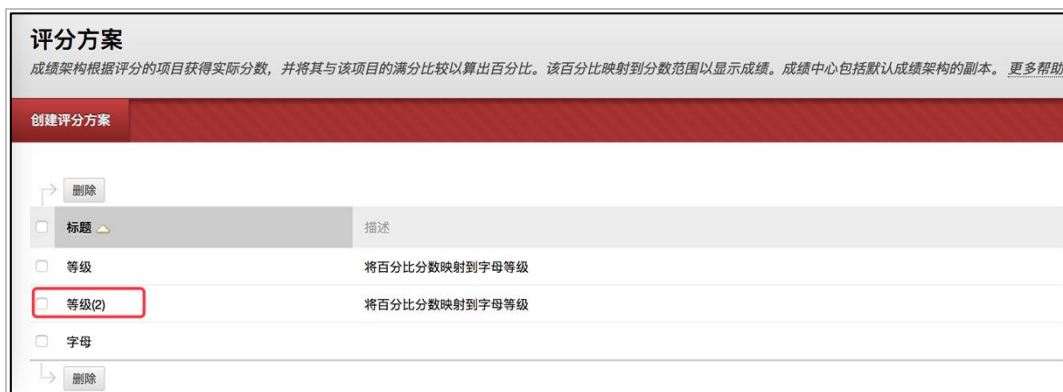 评分方案
成绩架构根据评分的项目获得实际分数，并将其与该项目的满分比较以算出百分比。该百分比映射到分数范围以显示成绩。成绩中心包括默认成绩架构的副本。 更多帮助
创建评分方案
删除
标题 描述
等级 将百分比分数映射到字母等级
等级(2) 将百分比分数映射到字母等级
字母
删除